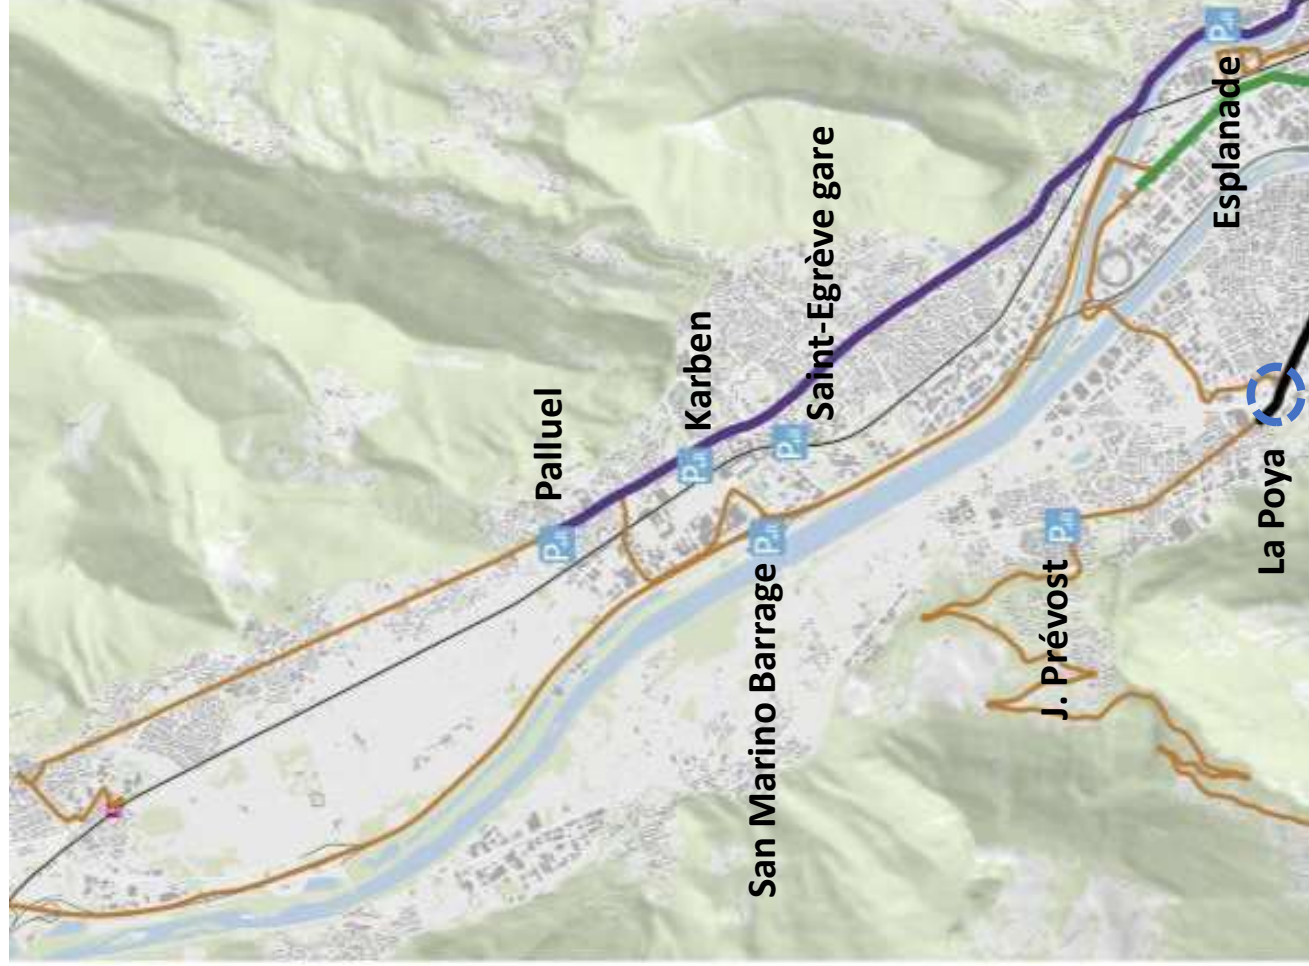 Palluel
Karben
Saint-Egrève gare
San Marino Barrage
J. Prévost
Esplanade
La Poya
P
P
P
P
P
P